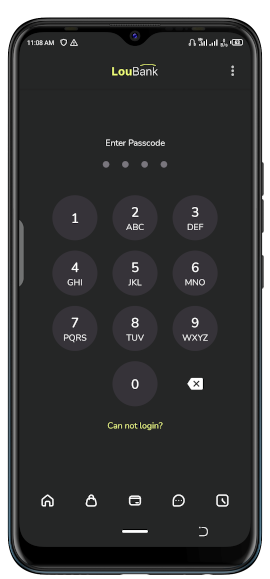 11:08 AM
LouBank
Enter Passcode
1
2
ABC
3
DEF
4
GHI
5
JKL
6
MNO
7
PQRS
8
TUV
9
WXYZ
0
Can not login?